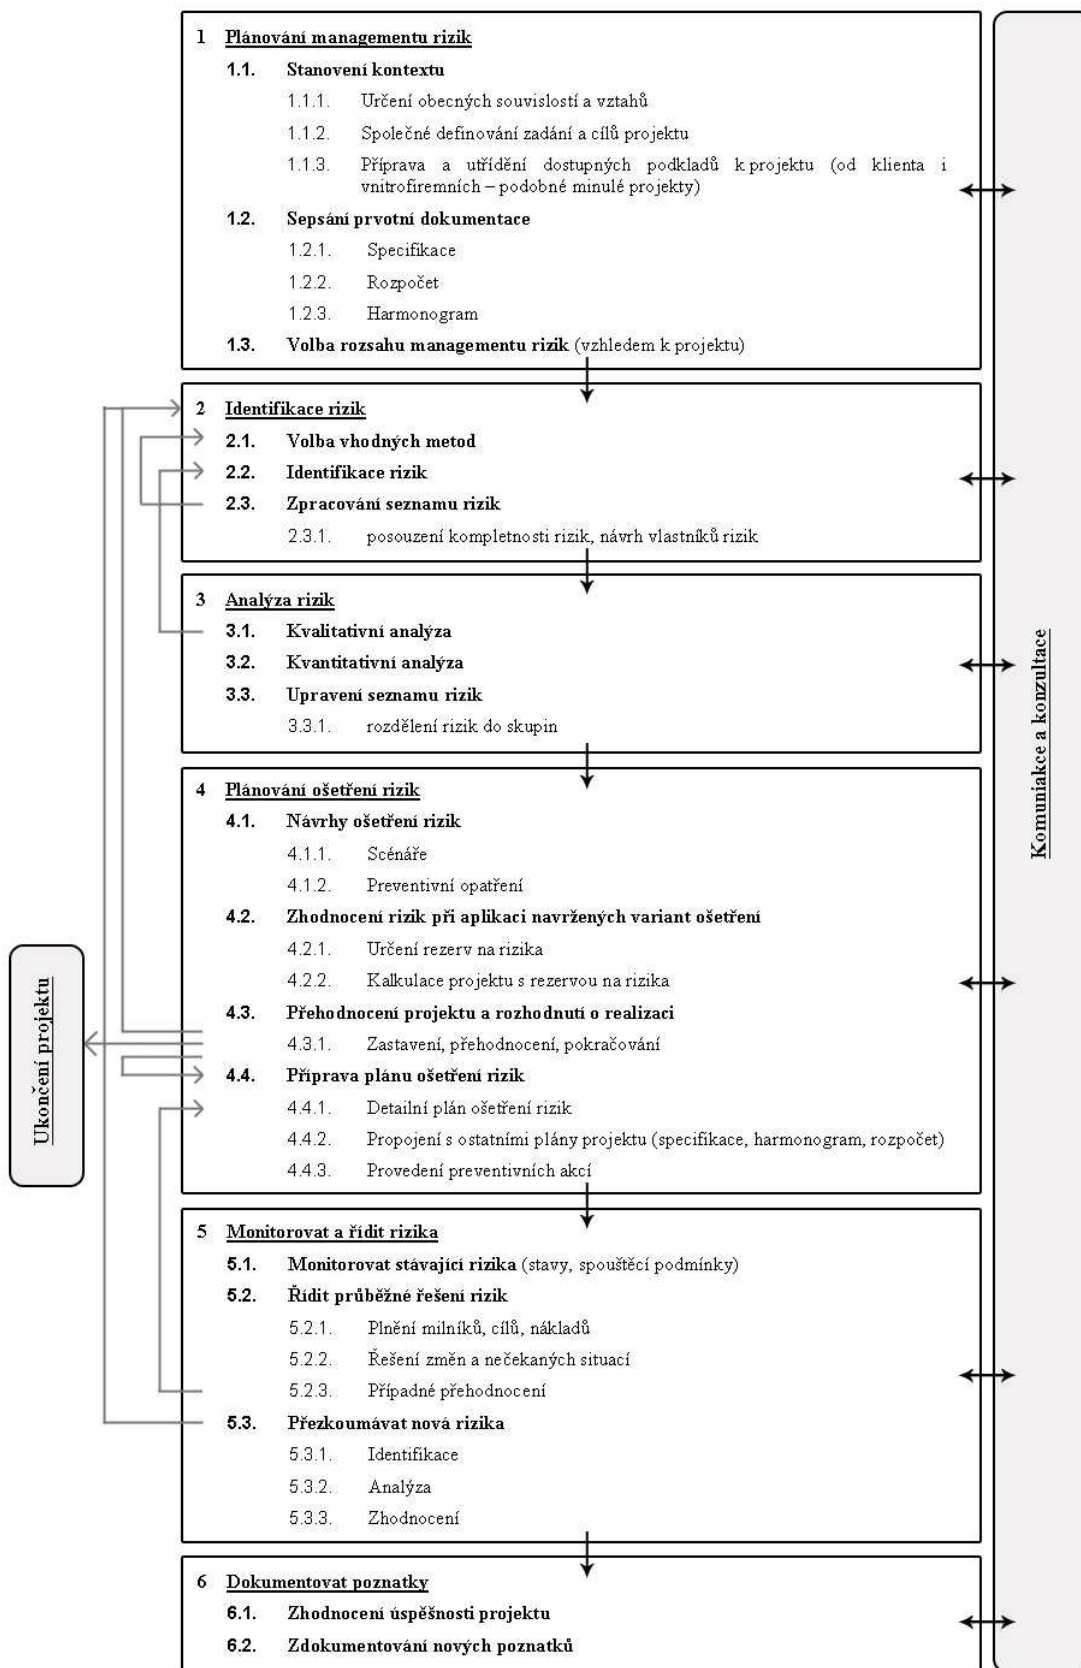 1 Plánování managementu rizik
1.1. Stanovení kontextu
1.1.1. Určení obecných souvislostí a vztahů
1.1.2. Společné definování zadání a cílů projektu
1.1.3. Příprava a utřídění dostupných podkladů k projektu (od klienta i
vnitrofiremních – podobné minulé projekty)
1.2. Sepsání prvotní dokumentace
1.2.1. Specifikace
1.2.2. Rozpočet
1.2.3. Harmonogram
1.3. Volba rozsahu managementu rizik (vzhledem k projektu)
2 Identifikace rizik
2.1. Volba vhodných metod
2.2. Identifikace rizik
2.3. Zpracování seznamu rizik
2.3.1. posouzení kompletnosti rizik, návrh vlastníků rizik
3 Analýza rizik
3.1. Kvalitativní analýza
3.2. Kvantitativní analýza
3.3. Upravení seznamu rizik
3.3.1. rozdělení rizik do skupin
4 Plánování ošetření rizik
4.1. Návrhy ošetření rizik
4.1.1. Scénáře
4.1.2. Preventivní opatření
4.2. Zhodnocení rizik při aplikaci navržených variant ošetření
4.2.1. Určení rezerv na rizika
4.2.2. Kalkulace projektu s rezervou na rizika
4.3. Přehodnocení projektu a rozhodnutí o realizaci
4.3.1. Zastavení, přehodnocení, pokračování
4.4. Příprava plánu ošetření rizik
4.4.1. Detailní plán ošetření rizik
4.4.2. Propojení s ostatními plány projektu (specifikace, harmonogram, rozpočet)
4.4.3. Provedení preventivních akcí
5 Monitorovat a řídit rizika
5.1. Monitorovat stávající rizika (stavy, spouštěcí podmínky)
5.2. Řídit průběžné řešení rizik
5.2.1. Plnění milníků, cílů, nákladů
5.2.2. Řešení změn a nečekaných situací
5.2.3. Případné přehodnocení
5.3. Přezkoumávat nová rizika
5.3.1. Identifikace
5.3.2. Analýza
5.3.3. Zhodnocení
6 Dokumentovat poznatky
6.1. Zhodnocení úspěšnosti projektu
6.2. Zdokumentování nových poznatků
Ukončení projektu
Komuniakce a konzultace